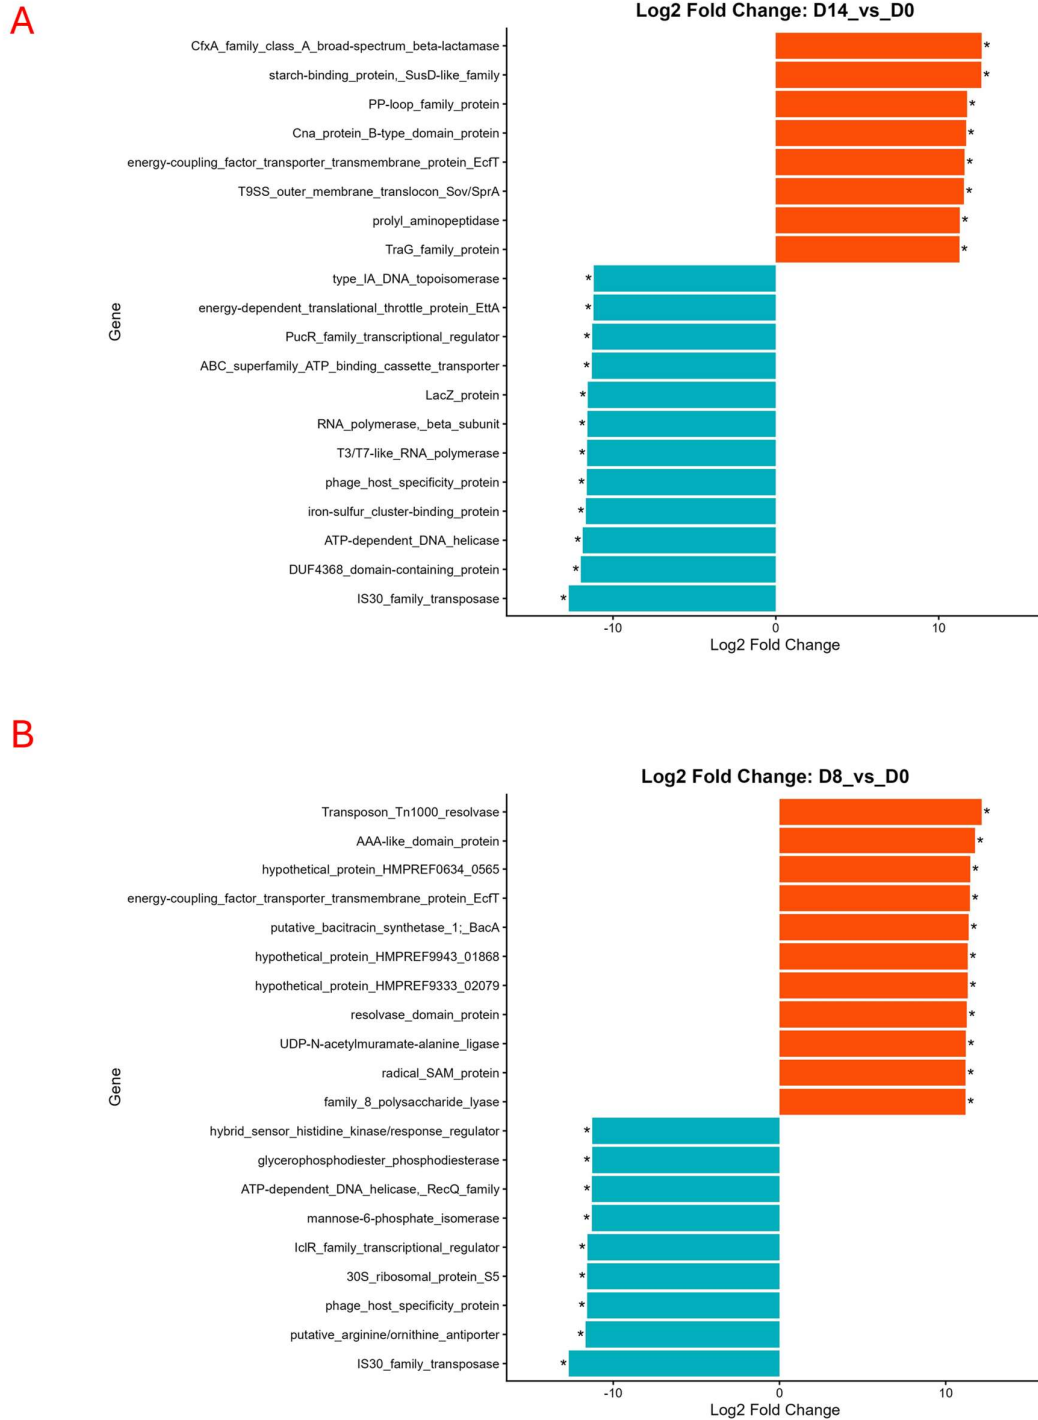 A
Log2 Fold Change: D14_vs_D0
CfxA_family_class_A_broad-spectrum_beta-lactamase
*
starch-binding_protein,_SusD-like_family
*
PP-loop_family_protein
*
Cna_protein_B-type_domain_protein
*
energy-coupling_factor_transporter_transmembrane_protein_EcfT
*
T9SS_outer_membrane_translocon_Sov/SprA
*
prolyl_aminopeptidase
*
TraG_family_protein
*
type_IA_DNA_topoisomerase
*
energy-dependent_translational_throttle_protein_EttA
*
PucR_family_transcriptional_regulator
*
ABC_superfamily_ATP_binding_cassette_transporter
*
LacZ_protein
*
RNA_polymerase,_beta_subunit
*
T3/T7-like_RNA_polymerase
*
phage_host_specificity_protein
*
iron-sulfur_cluster-binding_protein
*
ATP-dependent_DNA_helicase
*
DUF4368_domain-containing_protein
*
IS30_family_transposase
*
Gene
-10 0 10
Log2 Fold Change
B
Log2 Fold Change: D8_vs_D0
Transposon_Tn1000_resolvase
*
AAA-like_domain_protein
*
hypothetical_protein_HMPREF0634_0565
*
energy-coupling_factor_transporter_transmembrane_protein_EcfT
*
putative_bacitracin_synthetase_1;_BacA
*
hypothetical_protein_HMPREF9943_01868
*
hypothetical_protein_HMPREF9333_02079
*
resolvase_domain_protein
*
UDP-N-acetylmuramate-alanine_ligase
*
radical_SAM_protein
*
family_8_polysaccharide_lyase
*
hybrid_sensor_histidine_kinase/response_regulator
*
glycerophosphodiester_phosphodiesterase
*
ATP-dependent_DNA_helicase,_RecQ_family
*
mannose-6-phosphate_isomerase
*
IclR_family_transcriptional_regulator
*
30S_ribosomal_protein_S5
*
phage_host_specificity_protein
*
putative_arginine/ornithine_antiporter
*
IS30_family_transposase
*
Gene
-10 0 10
Log2 Fold Change